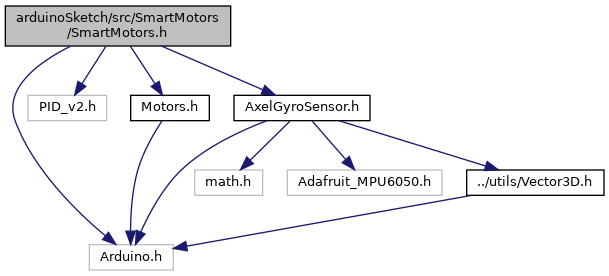 arduinoSketch/src/SmartMotors
/SmartMotors.h
PID_v2.h
Motors.h
AxelGyroSensor.h
math.h
Adafruit_MPU6050.h
../utils/Vector3D.h
Arduino.h